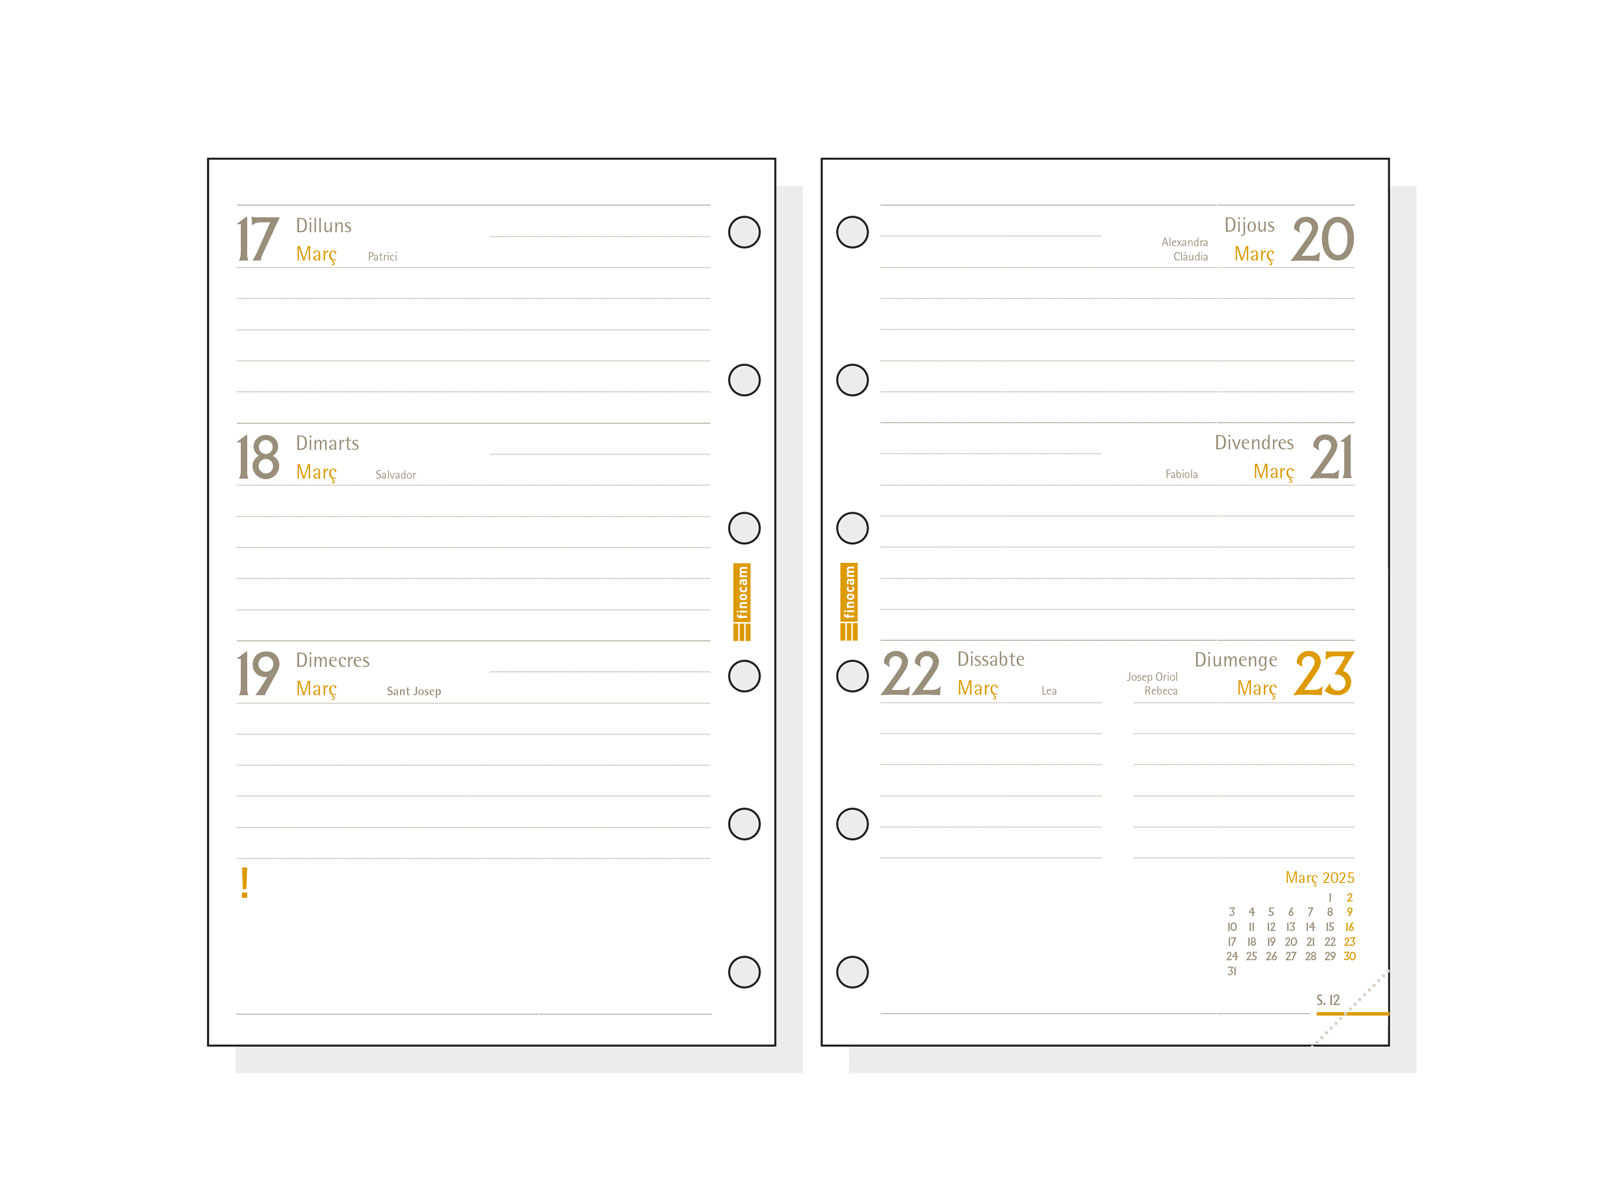 17 Dilluns
Març Patrici
18 Dimarts
Març Salvador
19 Dimecres
Març Sant Josep
!
finocam
finocam
Dijous 20
Alexandra
Clàudia Març
Divendres 21
Fabiola Març
22 Dissabte
Març Lea
Diumenge 23
Josep Oriol
Rebeca Març
Març 2025
1 2
3 4 5 6 7 8 9
10 11 12 13 14 15 16
17 18 19 20 21 22 23
24 25 26 27 28 29 30
31
S. 12